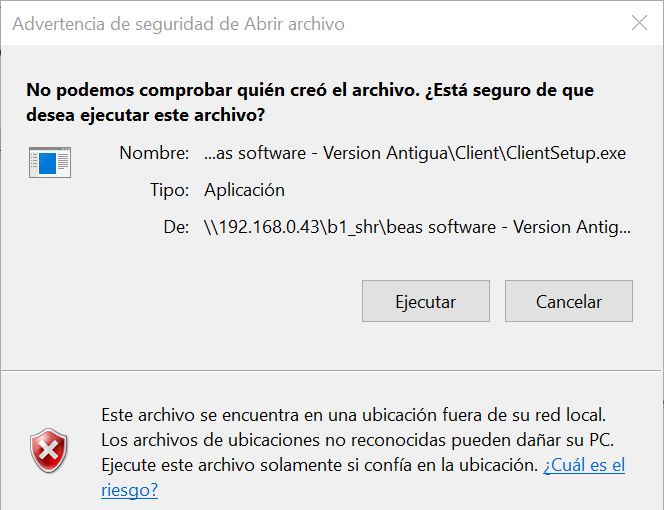 Advertencia de seguridad de Abrir archivo
No podemos comprobar quién creó el archivo. ¿Está seguro de que
desea ejecutar este archivo?
Nombre: ...as software - Version Antigua\Client\ClientSetup.exe
Tipo: Aplicación
De: \\192.168.0.43\b1_shr\beas software - Version Antig...
Ejecutar Cancelar
Este archivo se encuentra en una ubicación fuera de su red local.
Los archivos de ubicaciones no reconocidas pueden dañar su PC.
Ejecute este archivo solamente si confía en la ubicación. ¿Cuál es el
riesgo?